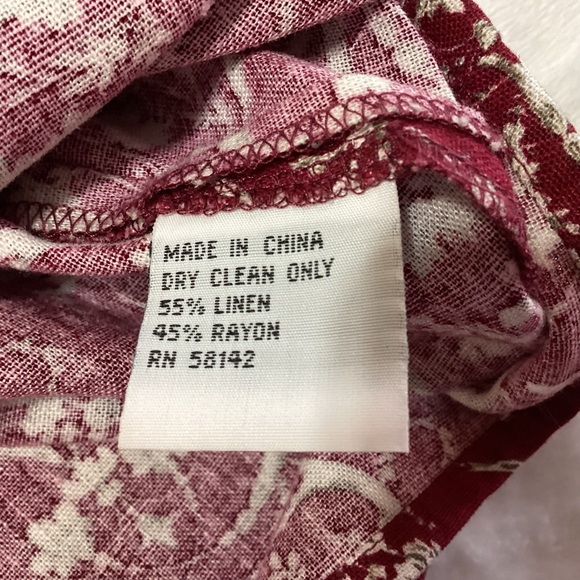 MADE IN CHINA
DRY CLEAN ONLY
55% LINEN
45% RAYON
RN 58142